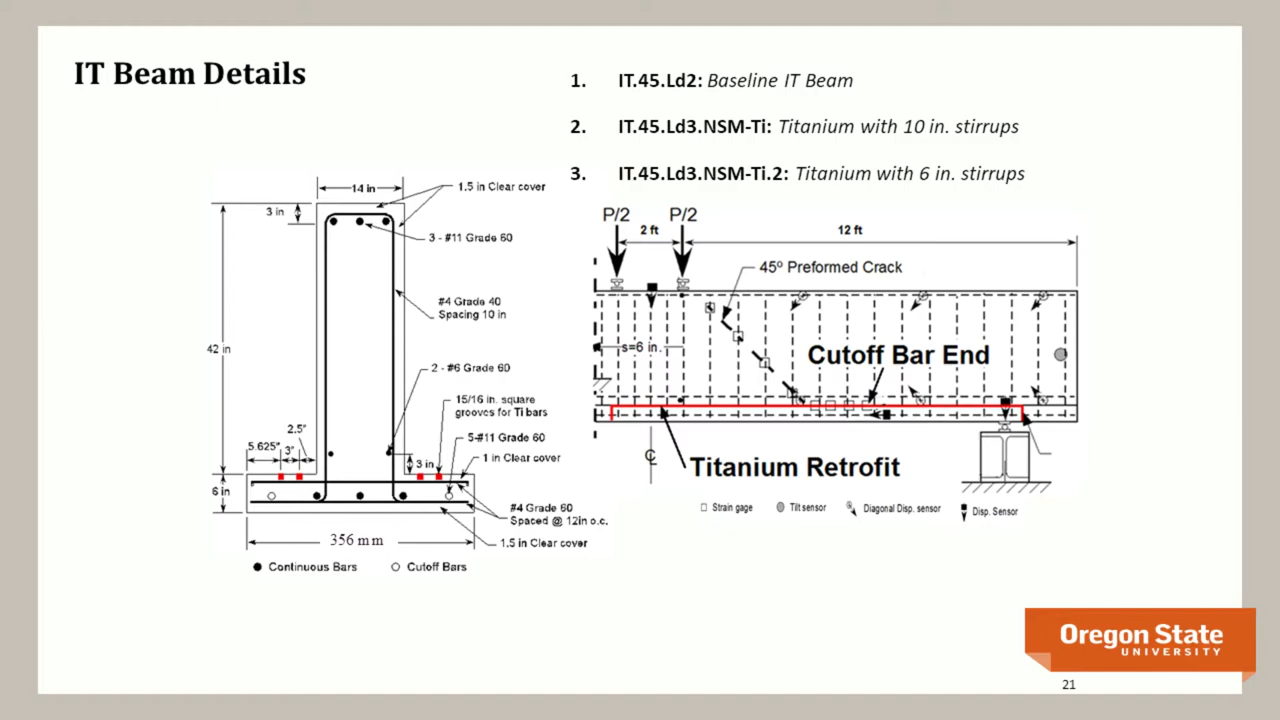 IT Beam Details
1. IT.45.Ld2: Baseline IT Beam
2. IT.45.Ld3.NSM-Ti: Titanium with 10 in. stirrups
3. IT.45.Ld3.NSM-Ti.2: Titanium with 6 in. stirrups
14 in
1.5 in Clear cover
3 in
3 - #11 Grade 60
#4 Grade 40
Spacing 10 in
42 in
2 - #6 Grade 60
15/16 in. square
grooves for Ti bars
2.5"
5.625"
3"
5-#11 Grade 60
3 in
1 in Clear cover
6 in
#4 Grade 60
Spaced @ 12in o.c.
356 mm
1.5 in Clear cover
Continuous Bars
Cutoff Bars
P/2
P/2
2 ft
12 ft
45º Preformed Crack
s=6 in.
Cutoff Bar End
℄
Titanium Retrofit
Strain gage
Tilt sensor
Diagonal Disp. sensor
Disp. Sensor
Oregon State
UNIVERSITY
21